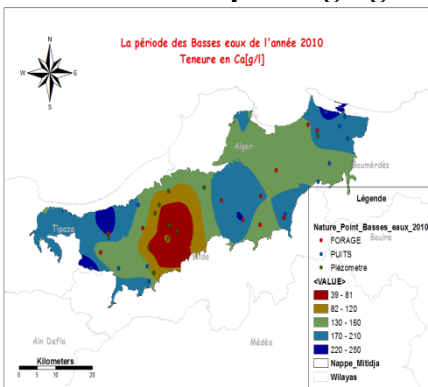 La période des Basses eaux de l'année 2010
Teneure en Ca[g/l]
N
W
E
S
Alger
Boumérdès
Tipaza
Blida
Bouira
Ain Defla
Médéa
Légende
Nature_Point_Basses_eaux_2010
FORAGE
PUITS
Piézometre
<VALUE>
39 - 81
82 - 120
130 - 160
170 - 210
220 - 250
Nappe_Mitidja
Wilayas
Kilometers
0 5 10 20